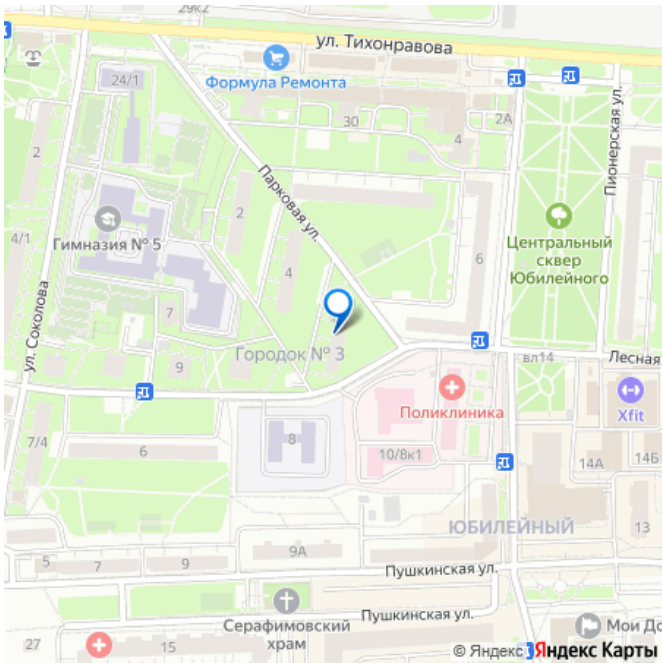 29к2
ул. Тихонравова
Формула Ремонта
24/1
30
4
2А
Пионерская ул.
2
Парковая ул.
2
Гимназия № 5
4/1
ул. Соколова
4
6
Центральный
сквер
Юбилейного
7
Городок № 3
3
9
вл14
Лесная
Поликлиника
Xfit
7/4
6
8
10/8к1
14А
14Б
ЮБИЛЕЙНЫЙ
13
9А
5
7
9
Пушкинская ул.
Пушкинская ул.
Серафимовский
храм
27
15
Мои До
© Яндекс Яндекс Карты